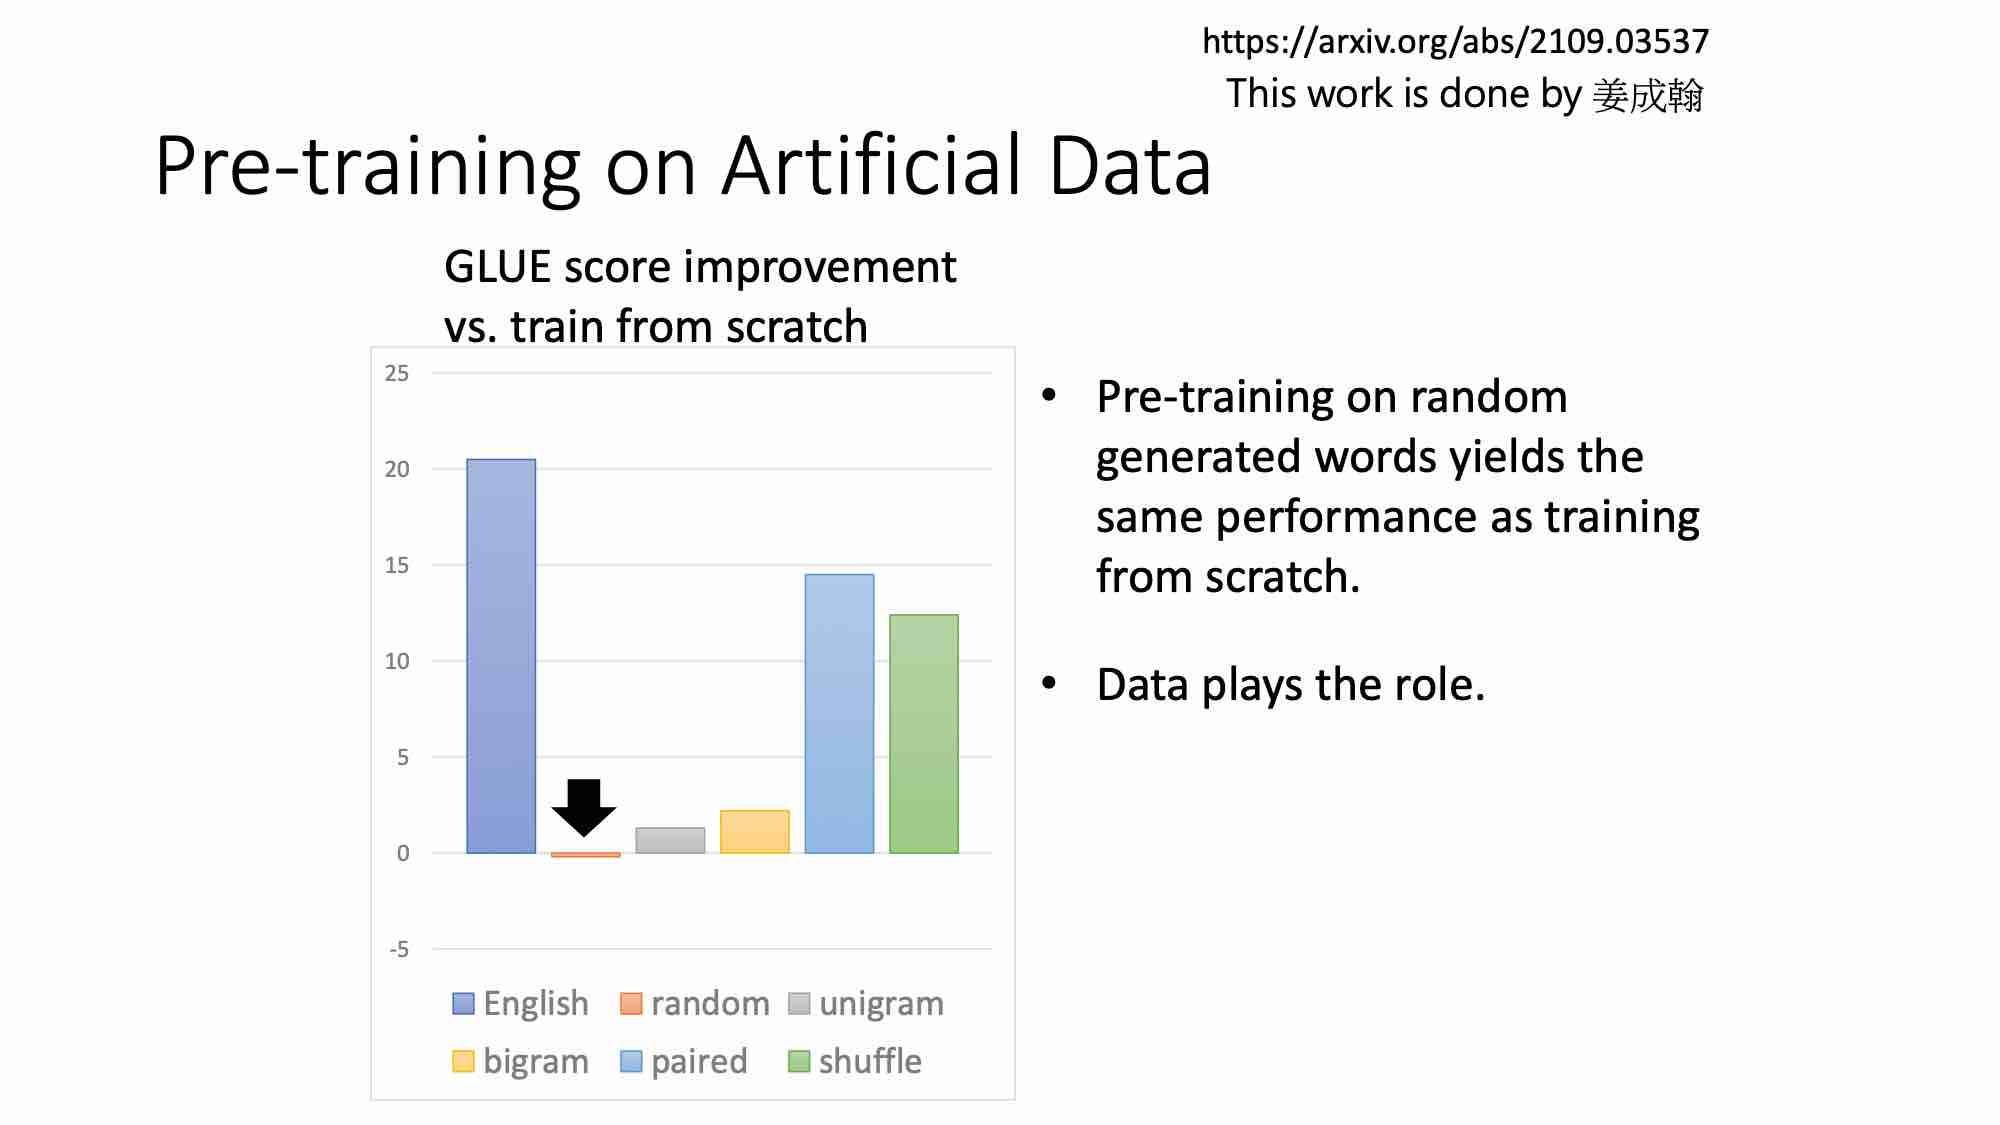 https://arxiv.org/abs/2109.03537
This work is done by 姜成翰
Pre-training on Artificial Data
GLUE score improvement
vs. train from scratch
25
20
15
10
5
0
-5
English random unigram
bigram paired shuffle
• Pre-training on random
generated words yields the
same performance as training
from scratch.
• Data plays the role.